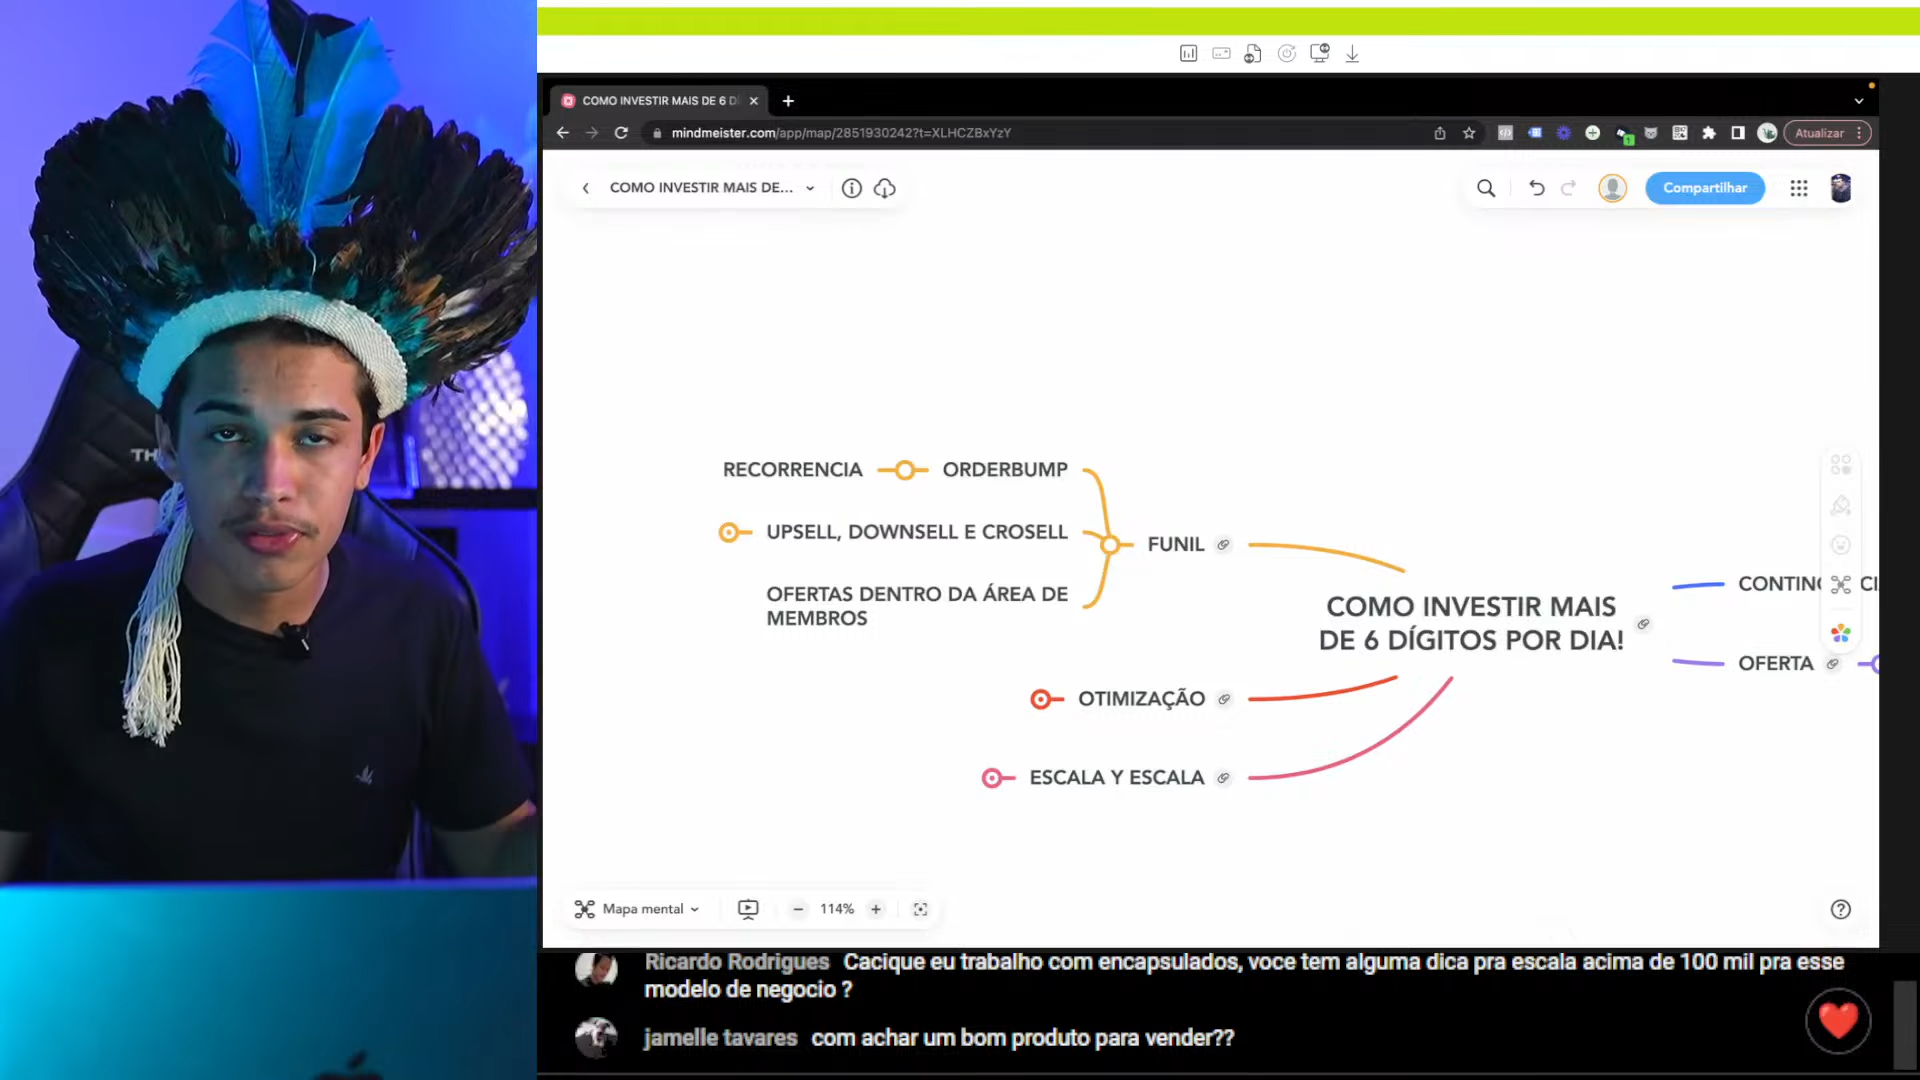 TH
COMO INVESTIR MAIS DE 6 D
mindmeister.com/app/map/2851930242?t=XLHCZBxYzY
Atualizar
COMO INVESTIR MAIS DE...
Compartilhar
RECORRENCIA
ORDERBUMP
UPSELL, DOWNSELL E CROSELL
OFERTAS DENTRO DA ÁREA DE
MEMBROS
FUNIL
OTIMIZAÇÃO
ESCALA Y ESCALA
COMO INVESTIR MAIS
DE 6 DÍGITOS POR DIA!
OFERTA
Mapa mental
114%
Ricardo Rodrigues Cacique eu trabalho com encapsulados, voce tem alguma dica pra escala acima de 100 mil pra esse
modelo de negocio ?
jamelle tavares com achar um bom produto para vender??